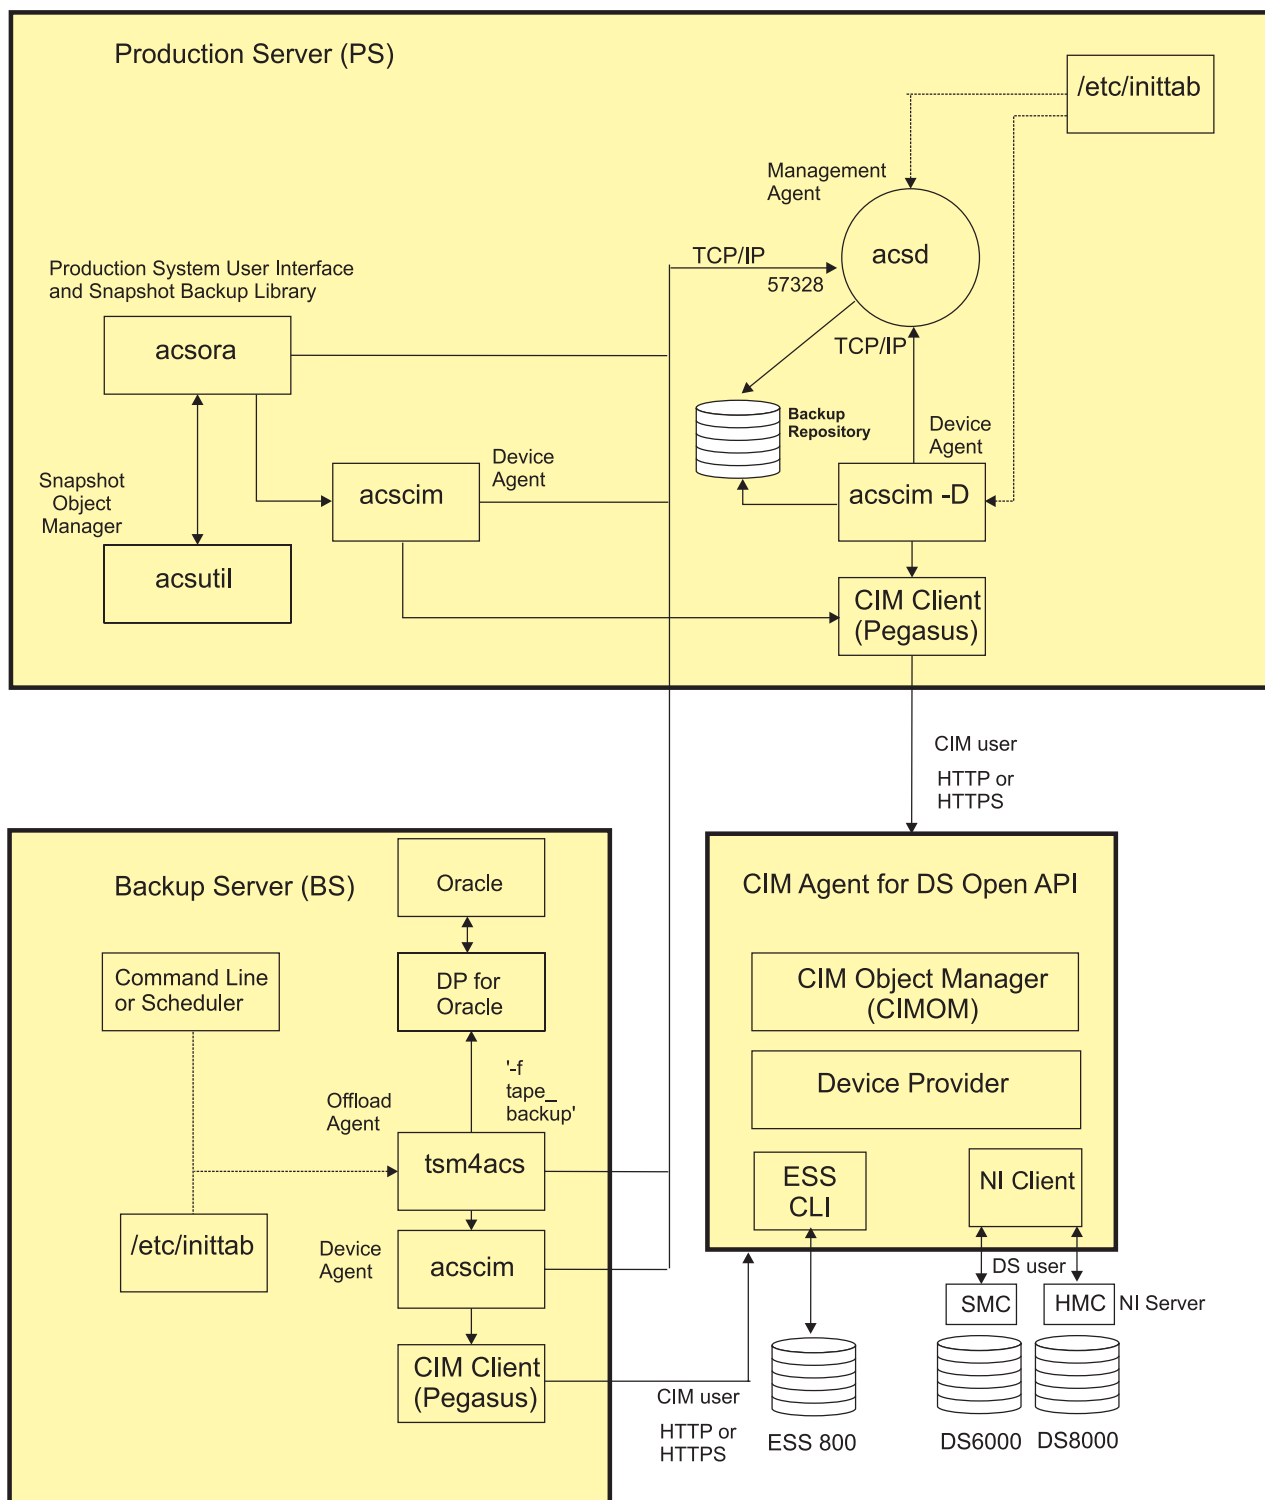 Production Server (PS)
/etc/inittab
Management
Agent
acsd
TCP/IP
57328
TCP/IP
Production System User Interface
and Snapshot Backup Library
acsora
Backup
Repository
Device
Agent
Device
Agent
acscim
acscim -D
Snapshot
Object
Manager
acsutil
CIM Client
(Pegasus)
CIM user
HTTP or
HTTPS
Backup Server (BS)
Oracle
DP for
Oracle
Command Line
or Scheduler
'-f
tape_
backup'
Offload
Agent
tsm4acs
/etc/inittab
Device
Agent
acscim
CIM Client
(Pegasus)
CIM user
HTTP or
HTTPS
CIM Agent for DS Open API
CIM Object Manager
(CIMOM)
Device Provider
ESS
CLI
NI Client
DS user
SMC
HMC
NI Server
ESS 800
DS6000
DS8000